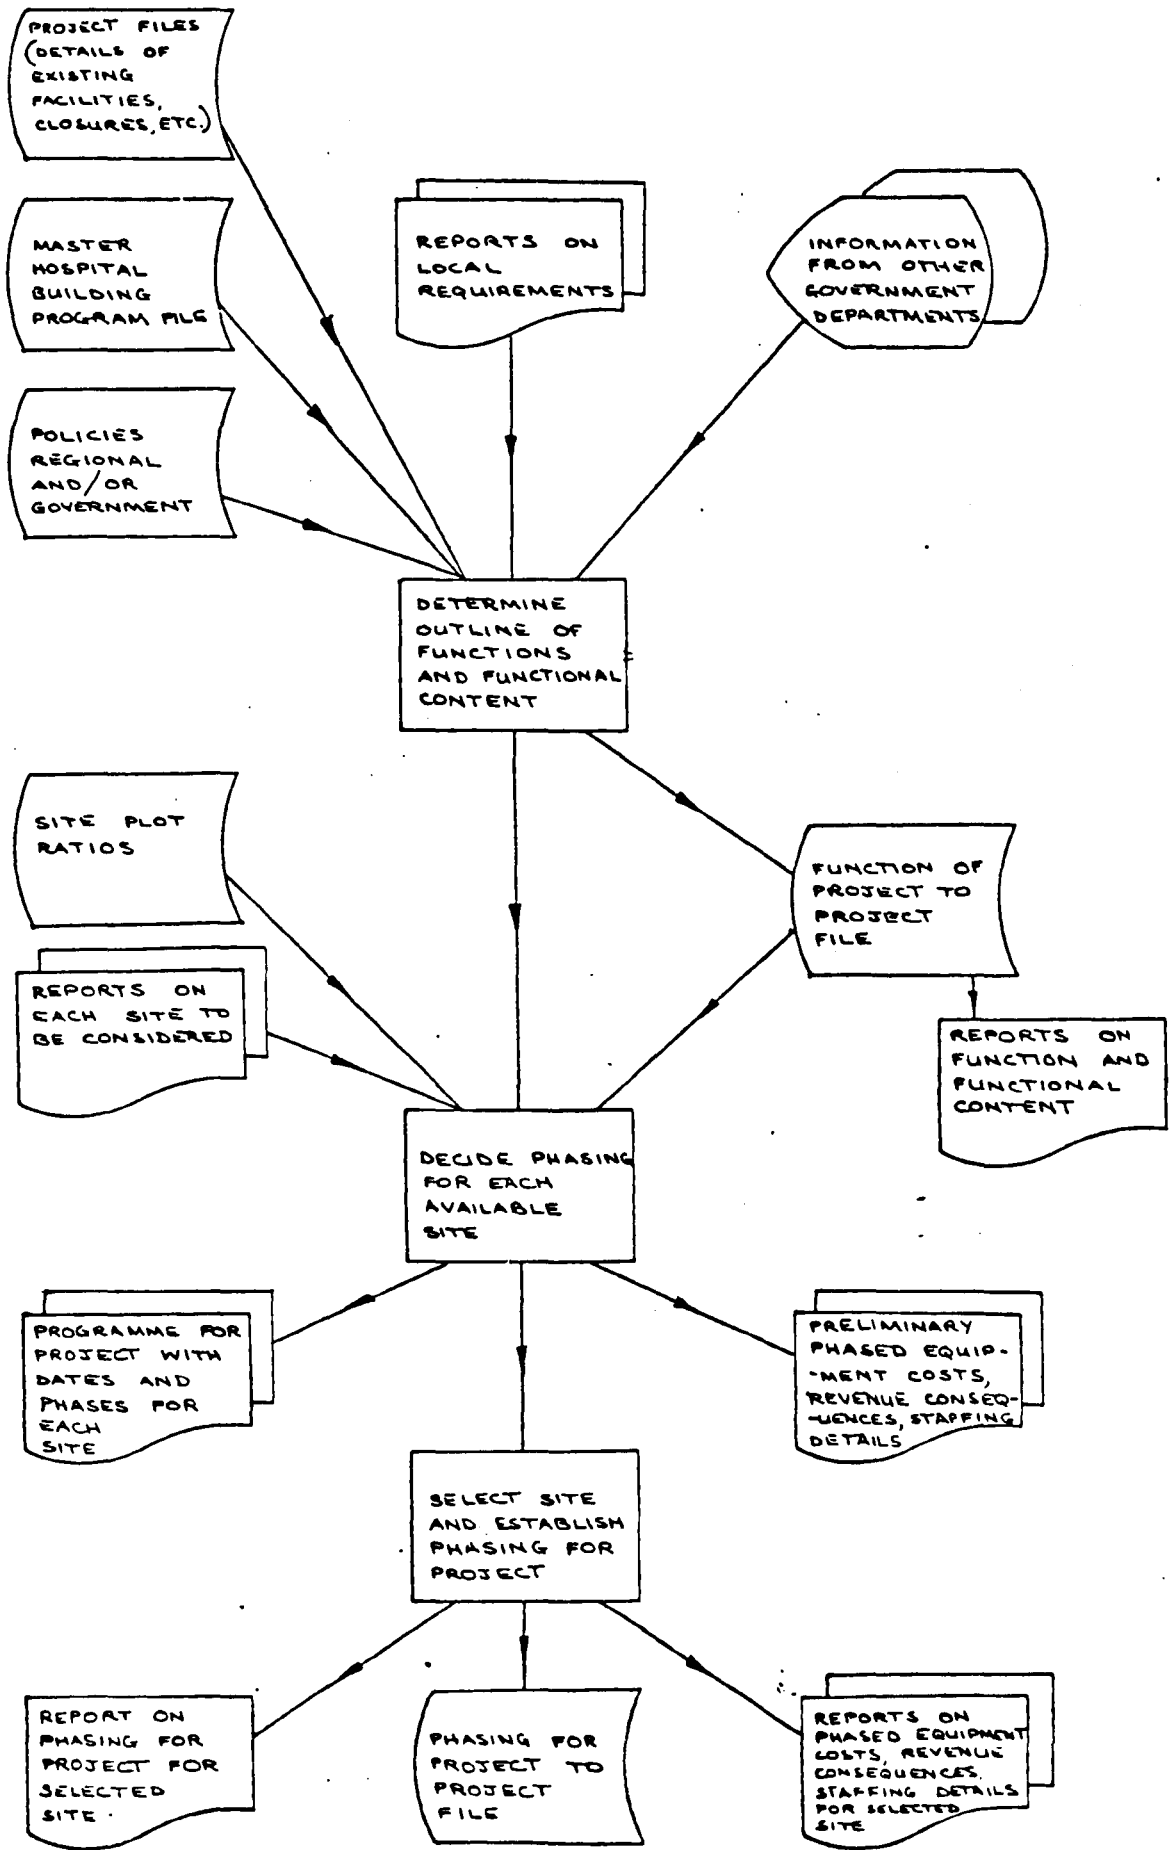 PROJECT FILES
(DETAILS OF
EXISTING
FACILITIES,
CLOSURES, ETC.)
MASTER
HOSPITAL
BUILDING
PROGRAM FILE
REPORTS ON
LOCAL
REQUIREMENTS
INFORMATION
FROM OTHER
GOVERNMENT
DEPARTMENTS
POLICIES
REGIONAL
AND/OR
GOVERNMENT
DETERMINE
OUTLINE OF
FUNCTIONS
AND FUNCTIONAL
CONTENT
SITE PLOT
RATIOS
FUNCTION OF
PROJECT TO
PROJECT
FILE
REPORTS ON
EACH SITE TO
BE CONSIDERED
REPORTS ON
FUNCTION AND
FUNCTIONAL
CONTENT
DECIDE PHASING
FOR EACH
AVAILABLE
SITE
PROGRAMME FOR
PROJECT WITH
DATES AND
PHASES FOR
EACH
SITE
PRELIMINARY
PHASED EQUIP-
-MENT COSTS,
REVENUE CONSEQ-
-UENCES, STAFFING
DETAILS
SELECT SITE
AND ESTABLISH
PHASING FOR
PROJECT
REPORT ON
PHASING FOR
PROJECT FOR
SELECTED
SITE.
PHASING FOR
PROJECT TO
PROJECT
FILE
REPORTS ON
PHASED EQUIPMENT
COSTS, REVENUE
CONSEQUENCES,
STAFFING DETAILS
FOR SELECTED
SITE